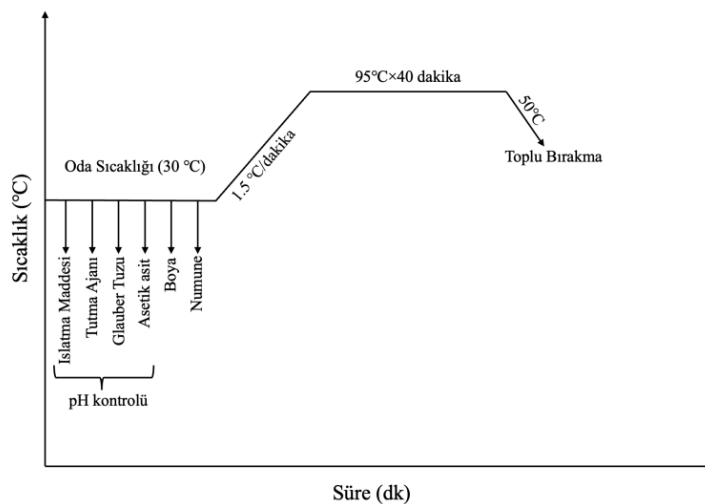 95℃×40 dakika
50℃
Toplu Bırakma
Oda Sıcaklığı (30 ℃)
1.5 ℃/dakika
Sıcaklık (℃)
Islatma Maddesi
Tutma Ajanı
Glauber Tuzu
Asetik asit
Boya
Numune
pH kontrolü
Süre (dk)